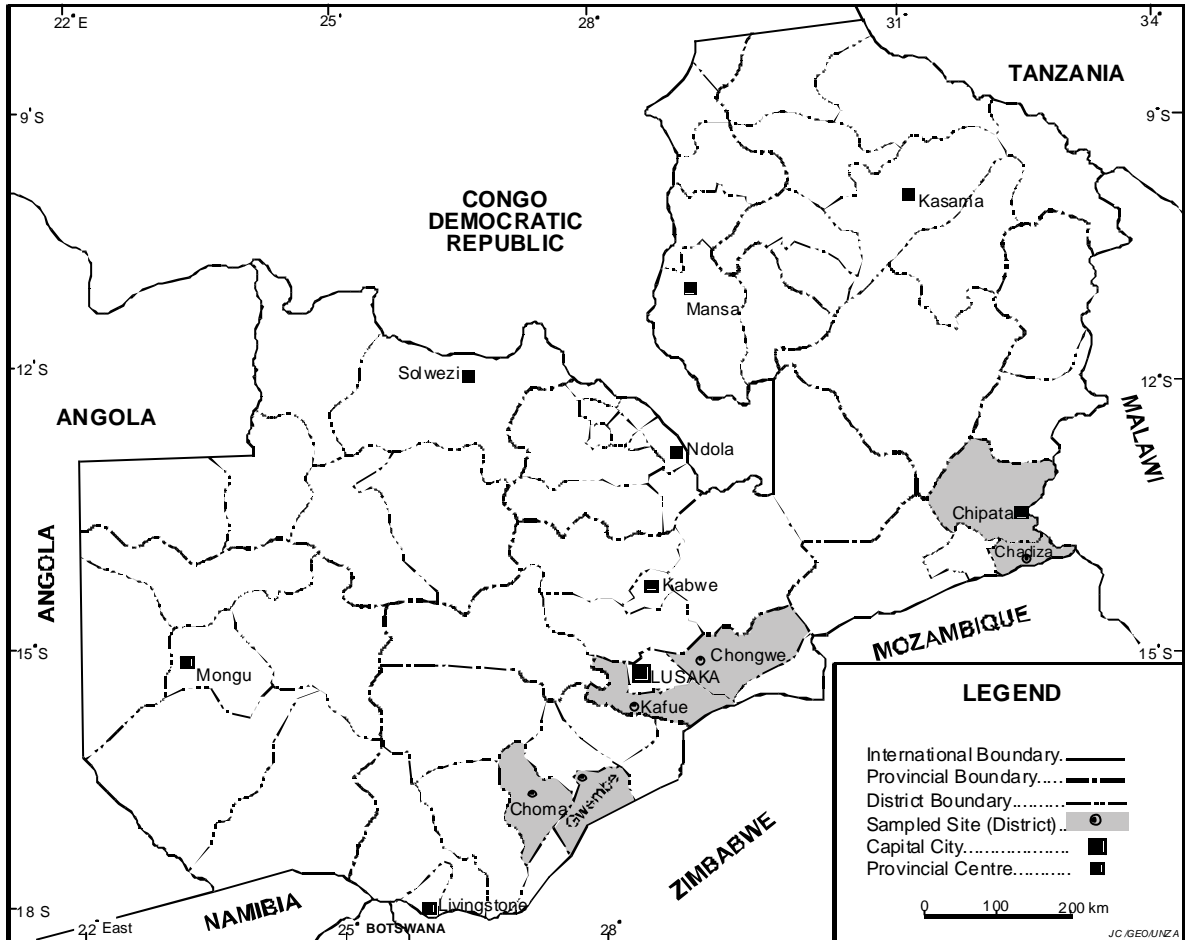 22° E
25°
28°
31°
34°
TANZANIA
9°S
9°S
CONGO
DEMOCRATIC
REPUBLIC
Kasama
Mansa
12°S
12°S
Solwezi
ANGOLA
MALAWI
Ndola
Chipata
ANGOLA
Chadiza
Kabwe
MOZAMBIQUE
15°S
15°S
Chongwe
Mongu
LUSAKA
Kafue
LEGEND
International Boundary
Provincial Boundary.....
District Boundary..........
Sampled Site (District)..
Capital City....................
Provincial Centre...........
Choma
Gwembe
ZIMBABWE
0 100 200 km
NAMIBIA
Livingstone
18°S
22° East
25°
BOTSWANA
28°
JC/GEO/UNZA